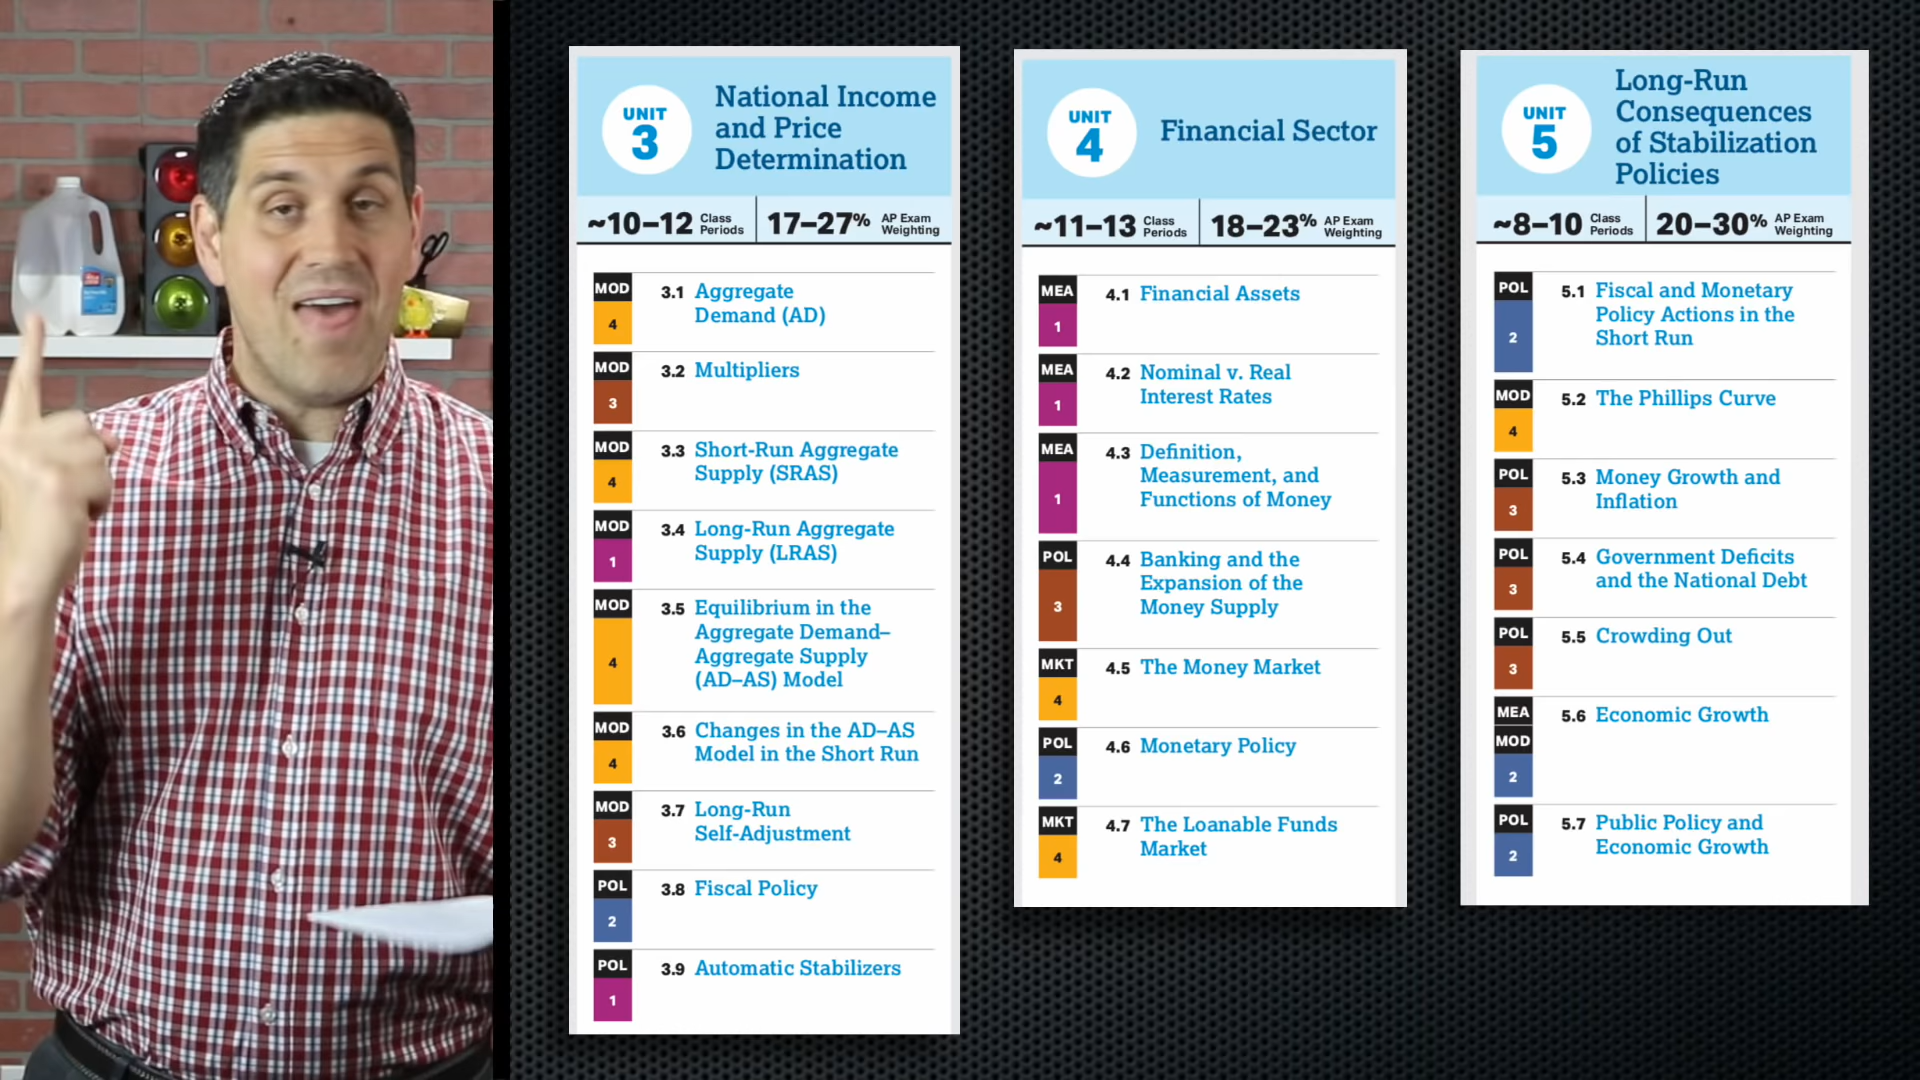 UNIT
3
National Income
and Price
Determination
~10–12 Class
Periods
17–27% AP Exam
Weighting
MOD
4
3.1 Aggregate
Demand (AD)
MOD
3
3.2 Multipliers
MOD
4
3.3 Short-Run Aggregate
Supply (SRAS)
MOD
1
3.4 Long-Run Aggregate
Supply (LRAS)
MOD
4
3.5 Equilibrium in the
Aggregate Demand–
Aggregate Supply
(AD–AS) Model
MOD
4
3.6 Changes in the AD–AS
Model in the Short Run
MOD
3
3.7 Long-Run
Self-Adjustment
POL
2
3.8 Fiscal Policy
POL
1
3.9 Automatic Stabilizers
UNIT
4
Financial Sector
~11–13 Class
Periods
18–23% AP Exam
Weighting
MEA
1
4.1 Financial Assets
MEA
1
4.2 Nominal v. Real
Interest Rates
MEA
1
4.3 Definition,
Measurement, and
Functions of Money
POL
3
4.4 Banking and the
Expansion of the
Money Supply
MKT
4
4.5 The Money Market
POL
2
4.6 Monetary Policy
MKT
4
4.7 The Loanable Funds
Market
UNIT
5
Long-Run
Consequences
of Stabilization
Policies
~8–10 Class
Periods
20–30% AP Exam
Weighting
POL
2
5.1 Fiscal and Monetary
Policy Actions in the
Short Run
MOD
4
5.2 The Phillips Curve
POL
3
5.3 Money Growth and
Inflation
POL
3
5.4 Government Deficits
and the National Debt
POL
3
5.5 Crowding Out
MEA
MOD
2
5.6 Economic Growth
POL
2
5.7 Public Policy and
Economic Growth